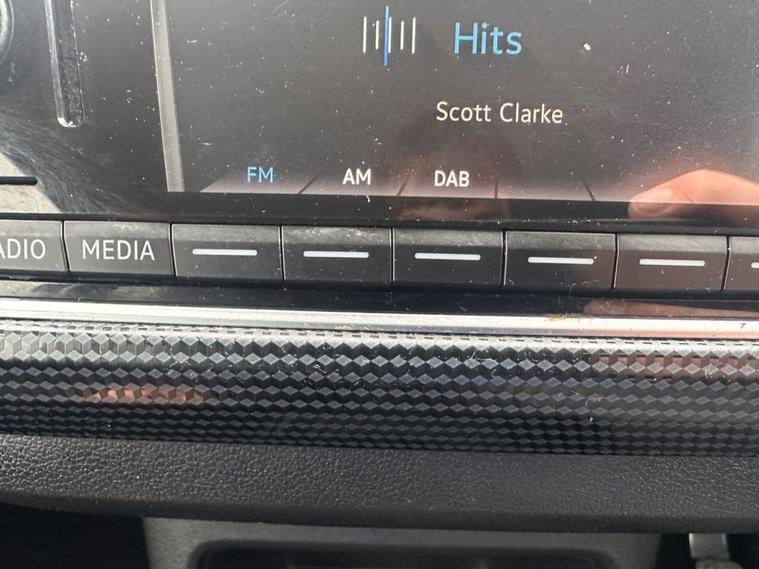 Hits
Scott Clarke
FM AM DAB
MEDIA